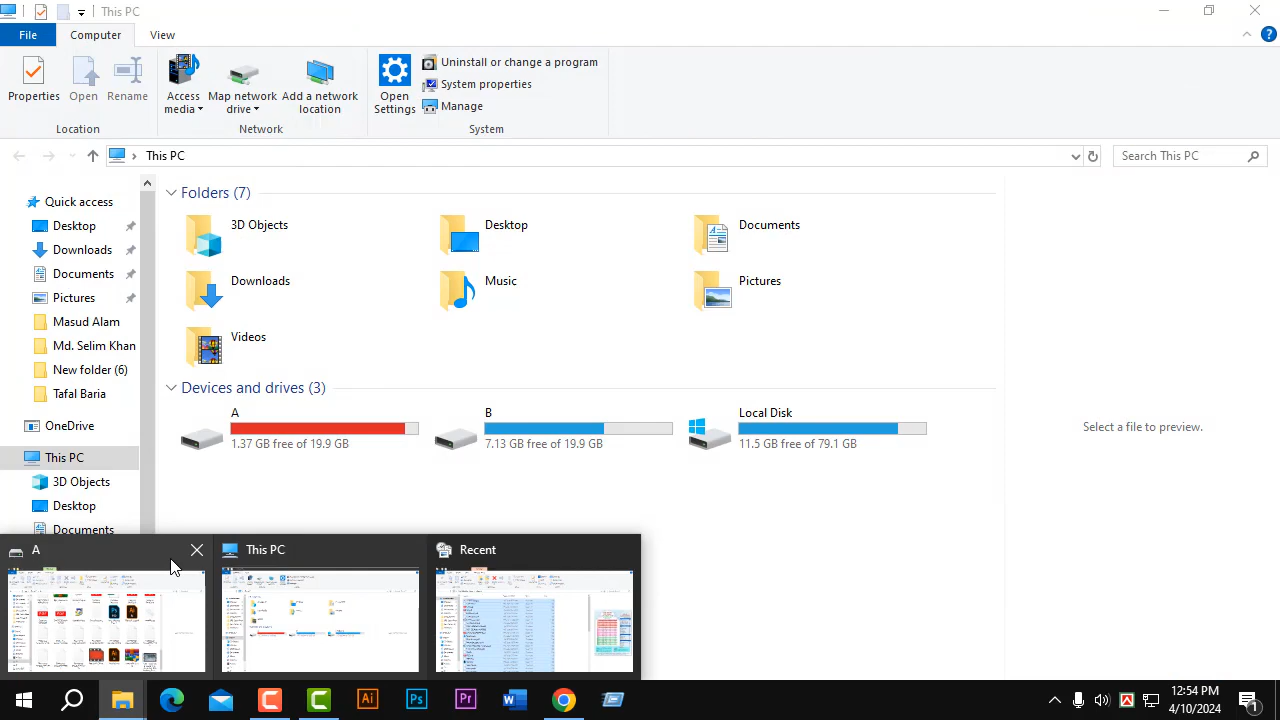 This PC
File Computer View
Properties Open Rename Access media Map network drive Add a network location Open Settings Uninstall or change a program
System properties
Manage
Location Network System
This PC Search This PC
Quick access
Desktop
Downloads
Documents
Pictures
Masud Alam
Md. Selim Khan
New folder (6)
Tafal Baria
OneDrive
This PC
3D Objects
Desktop
Documents
Folders (7)
3D Objects Desktop Documents
Downloads Music Pictures
Videos
Devices and drives (3)
A B Local Disk
1.37 GB free of 19.9 GB 7.13 GB free of 19.9 GB 11.5 GB free of 79.1 GB
Select a file to preview.
A This PC Recent
Ai Ps Pr W
12:54 PM
4/10/2024
1